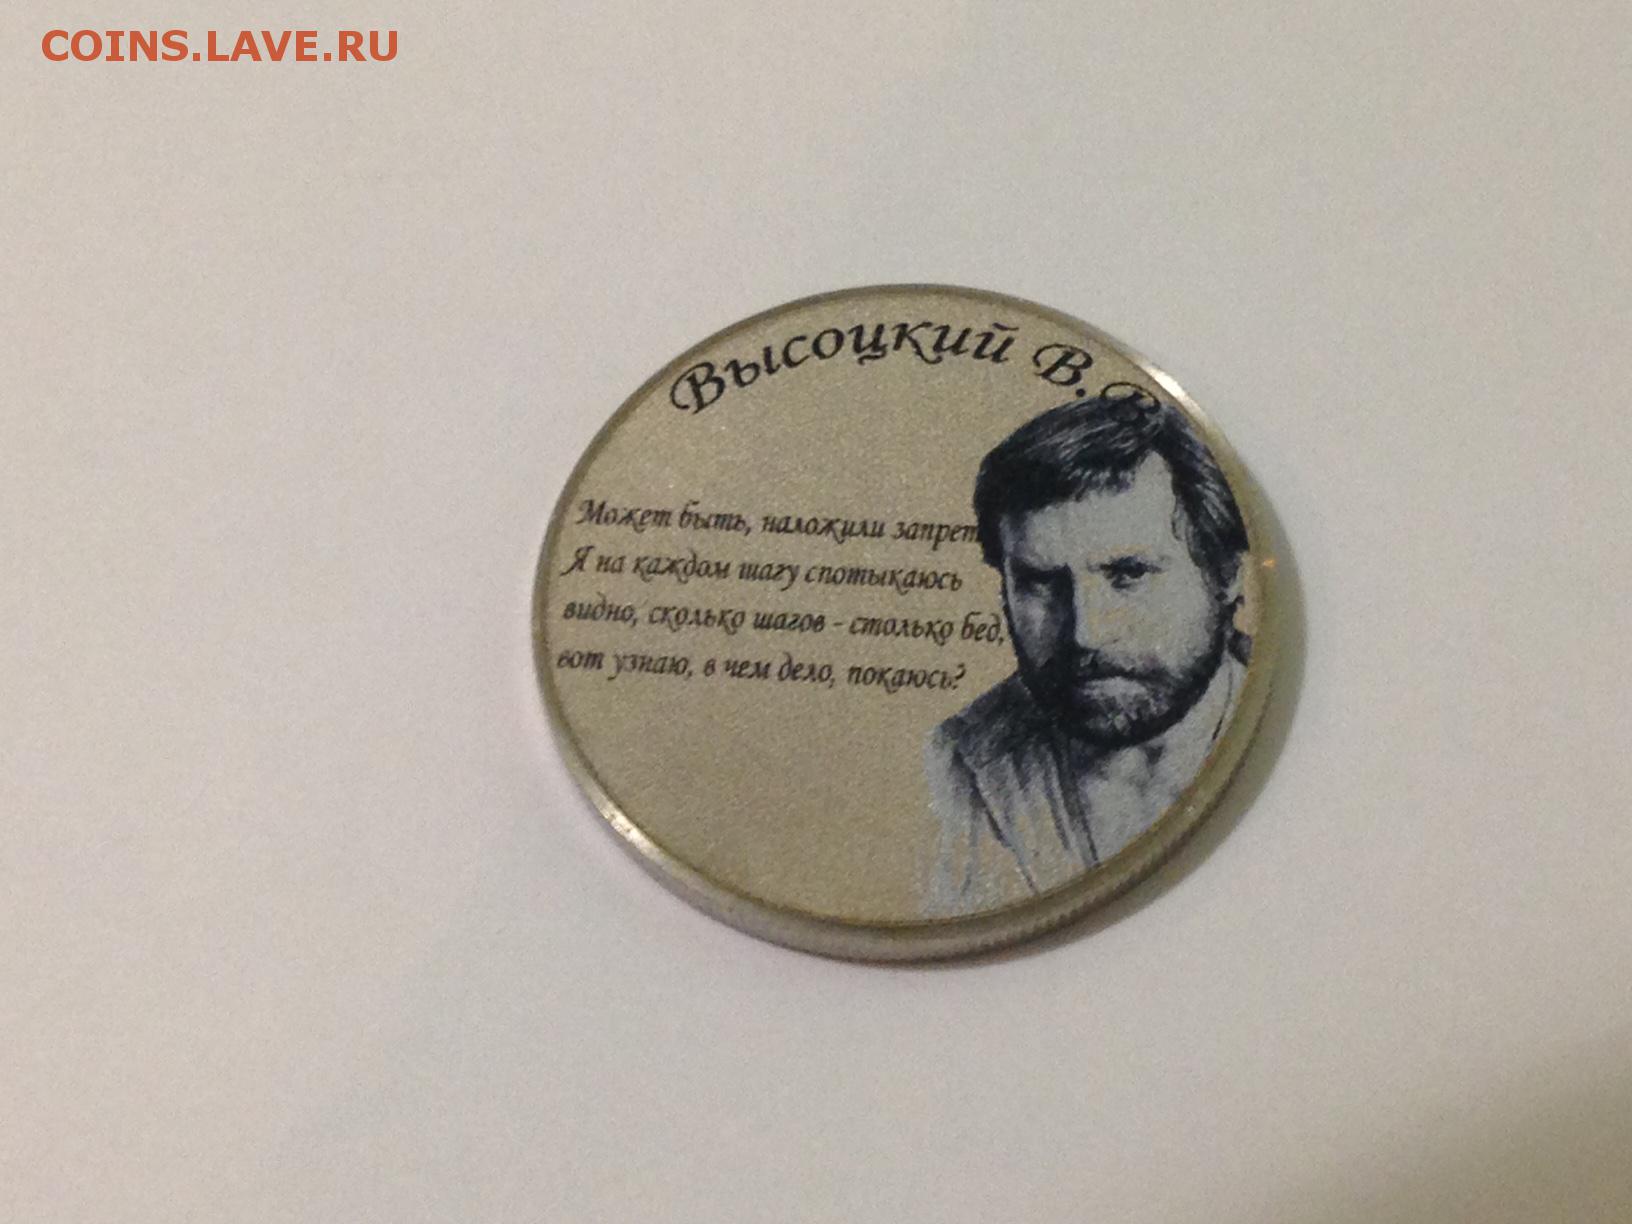 COINS.LAVE.RU
Высоцкий В.В
Может быть, наложили запрет
Я на каждом шагу спотыкаюсь
видно, сколько шагов - столько бед,
вот узнаю, в чем дело, покаюсь?